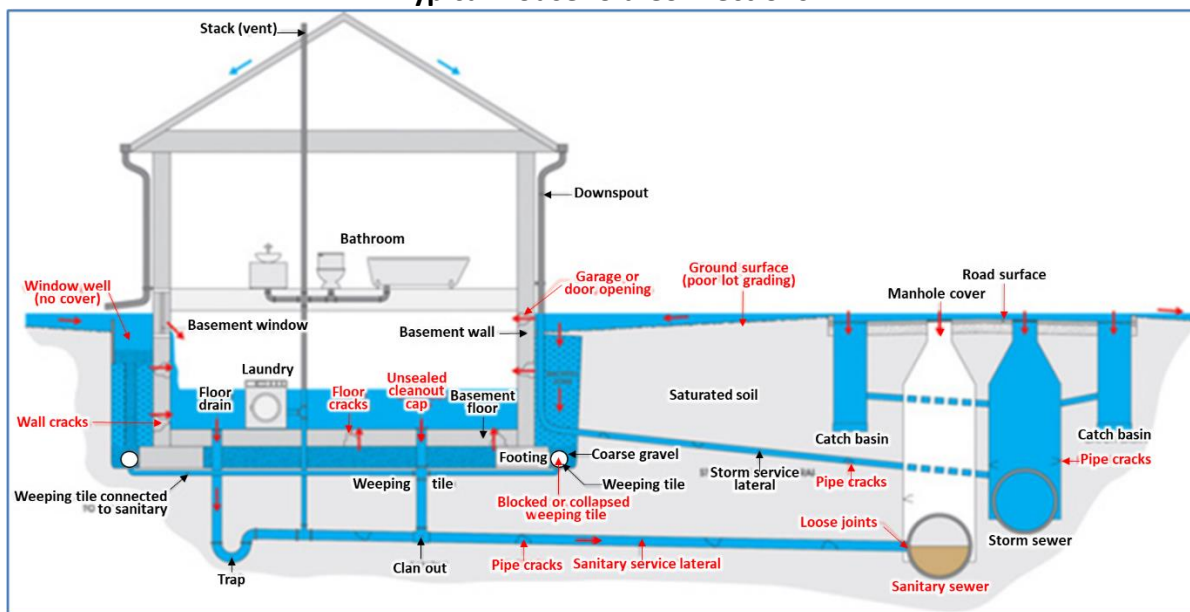 Stack (vent)
Downspout
Bathroom
Window well
(no cover)
Garage or
door opening
Ground surface
(poor lot grading)
Road surface
Manhole cover
Basement window
Basement wall
Laundry
Floor
drain
Floor
cracks
Unsealed
cleanout
cap
Basement
floor
Saturated soil
Wall cracks
Catch basin
Catch basin
Footing
Coarse gravel
Pipe cracks
Weeping tile connected
to sanitary
Weeping tile
Weeping tile
Storm service
lateral
Pipe cracks
Blocked or collapsed
weeping tile
Loose joints
Storm sewer
Trap
Clan out
Pipe cracks
Sanitary service lateral
Sanitary sewer